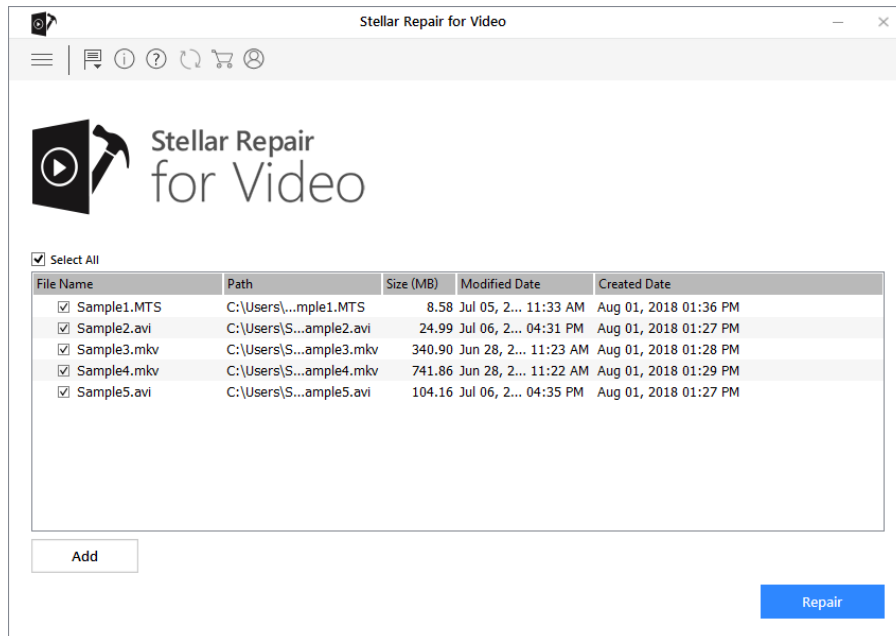 Stellar Repair for Video
Stellar Repair
for Video
Select All
File Name Path Size (MB) Modified Date Created Date
Sample1.MTS C:\Users\...mple1.MTS 8.58 Jul 05, 2... 11:33 AM Aug 01, 2018 01:36 PM
Sample2.avi C:\Users\S...ample2.avi 24.99 Jul 06, 2... 04:31 PM Aug 01, 2018 01:27 PM
Sample3.mkv C:\Users\S...ample3.mkv 340.90 Jun 28, 2... 11:23 AM Aug 01, 2018 01:28 PM
Sample4.mkv C:\Users\S...ample4.mkv 741.86 Jun 28, 2... 11:22 AM Aug 01, 2018 01:29 PM
Sample5.avi C:\Users\S...ample5.avi 104.16 Jul 06, 2... 04:35 PM Aug 01, 2018 01:27 PM
Add
Repair